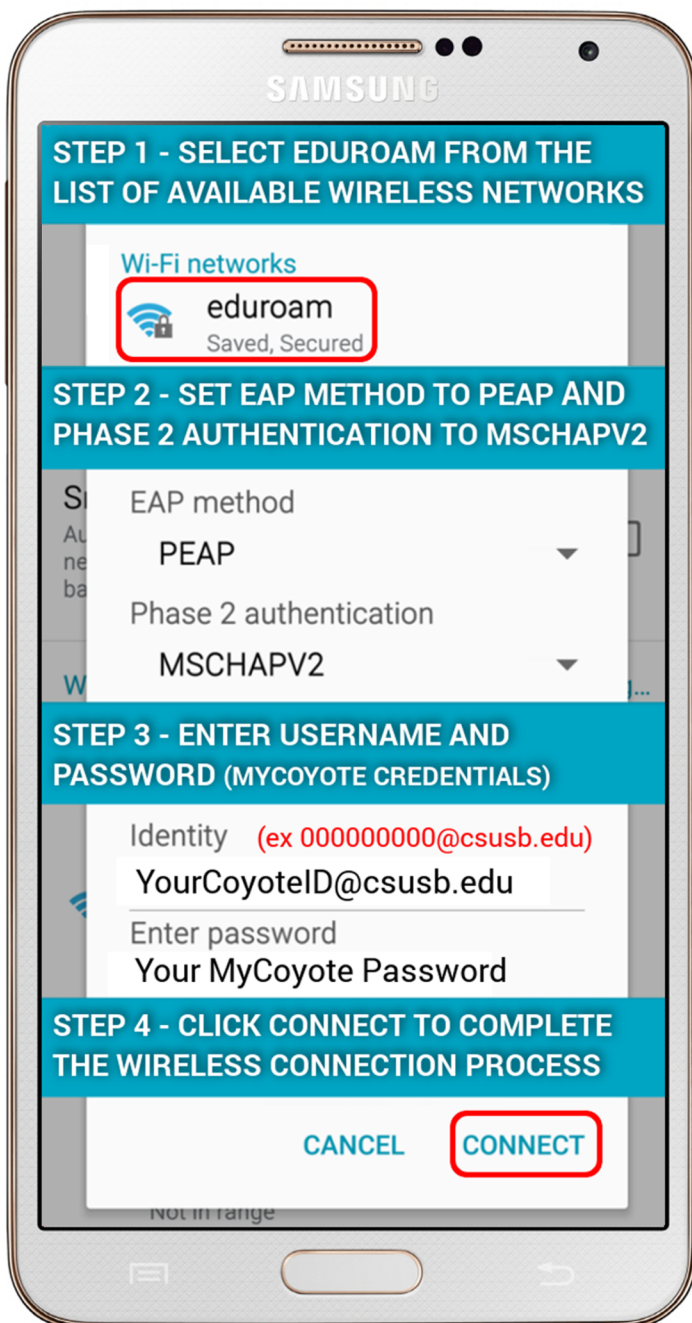 SAMSUNG
STEP 1 - SELECT EDUROAM FROM THE
LIST OF AVAILABLE WIRELESS NETWORKS
Wi-Fi networks
eduroam
Saved, Secured
STEP 2 - SET EAP METHOD TO PEAP AND
PHASE 2 AUTHENTICATION TO MSCHAPV2
EAP method
PEAP
Phase 2 authentication
MSCHAPV2
STEP 3 - ENTER USERNAME AND
PASSWORD (MYCOYOTE CREDENTIALS)
Identity (ex 000000000@csusb.edu)
YourCoyoteID@csusb.edu
Enter password
Your MyCoyote Password
STEP 4 - CLICK CONNECT TO COMPLETE
THE WIRELESS CONNECTION PROCESS
CANCEL CONNECT
Not in range